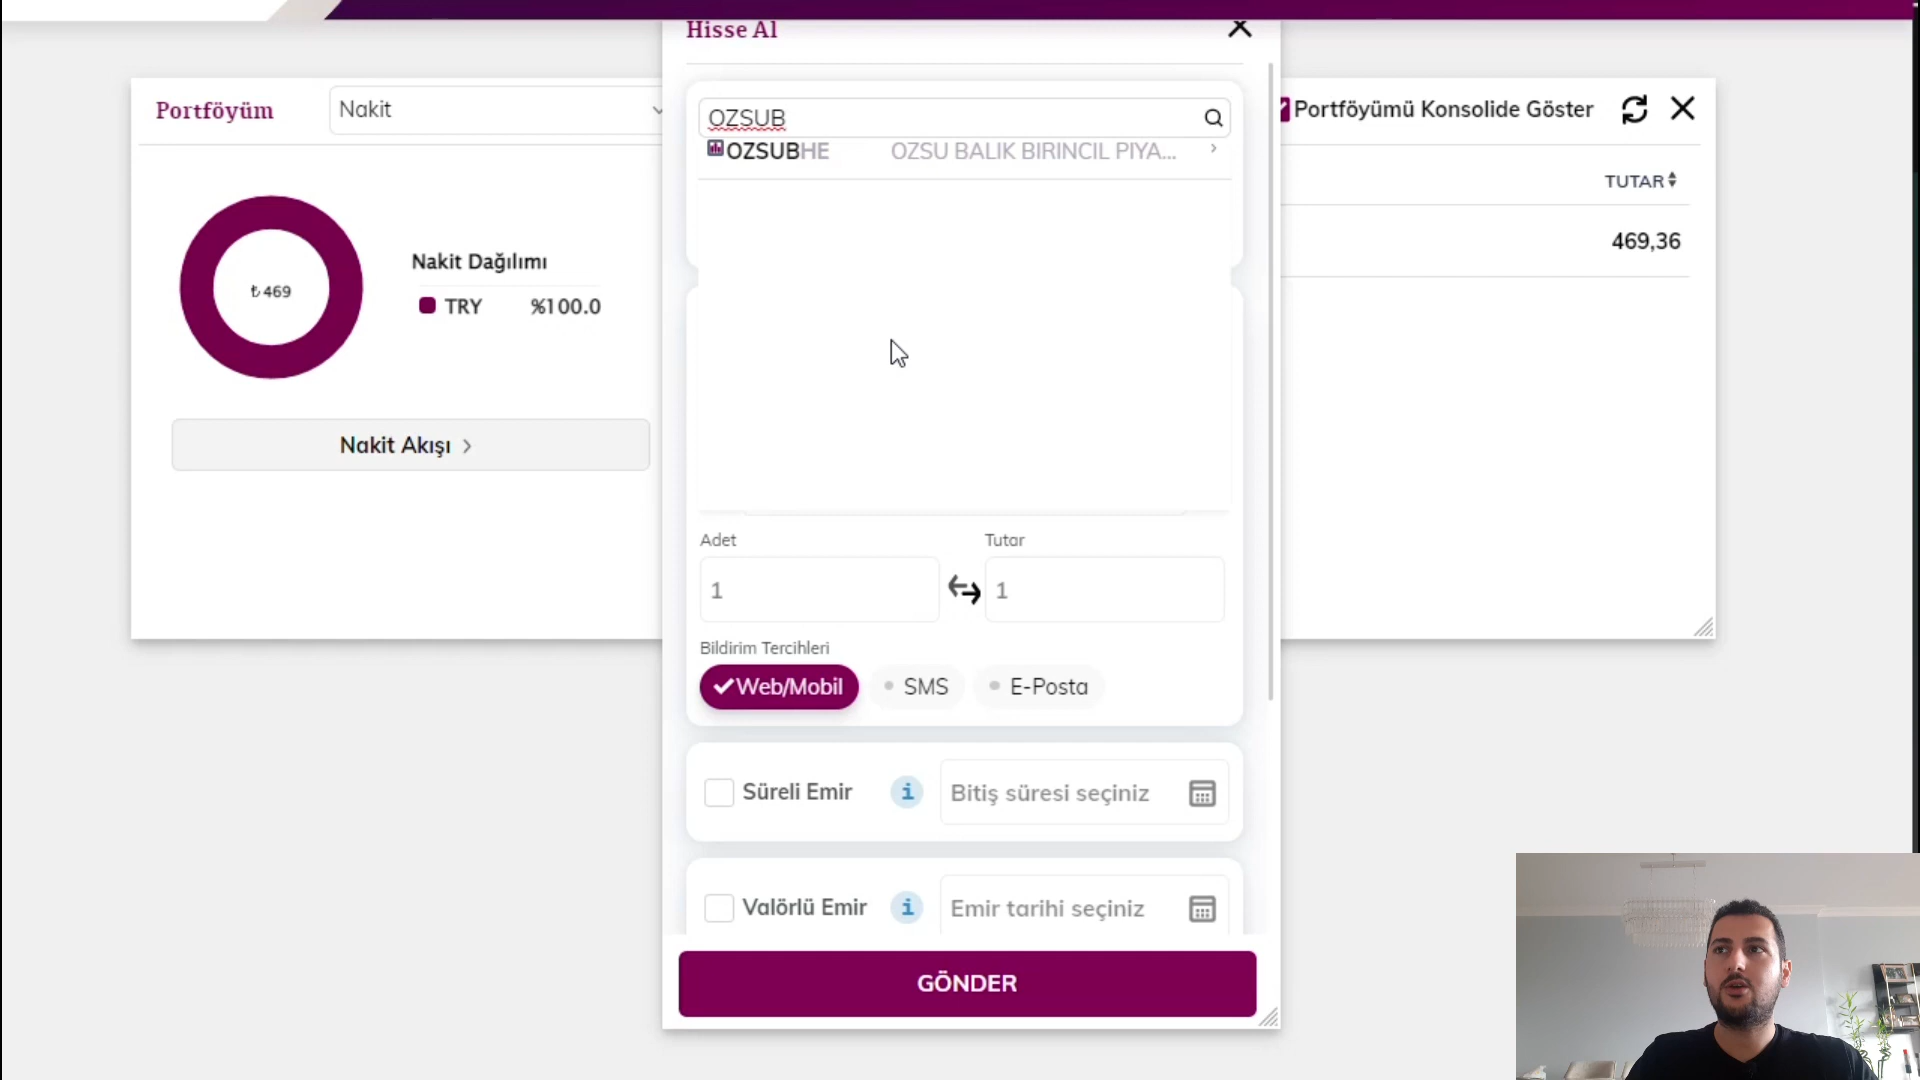 Hisse Al
Portföyüm
Nakit
Portföyümü Konsolide Göster
OZSUB
OZSUBHE OZSU BALIK BIRINCIL PIYA...
TUTAR
469,36
₺469
Nakit Dağılımı
TRY %100.0
Nakit Akışı
Adet
Tutar
1
1
Bildirim Tercihleri
Web/Mobil
SMS
E-Posta
Süreli Emir
i
Bitiş süresi seçiniz
Valörlü Emir
i
Emir tarihi seçiniz
GÖNDER